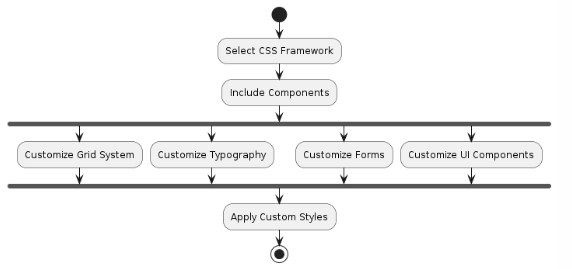 Select CSS Framework
Include Components
Customize Grid System
Customize Typography
Customize Forms
Customize UI Components
Apply Custom Styles